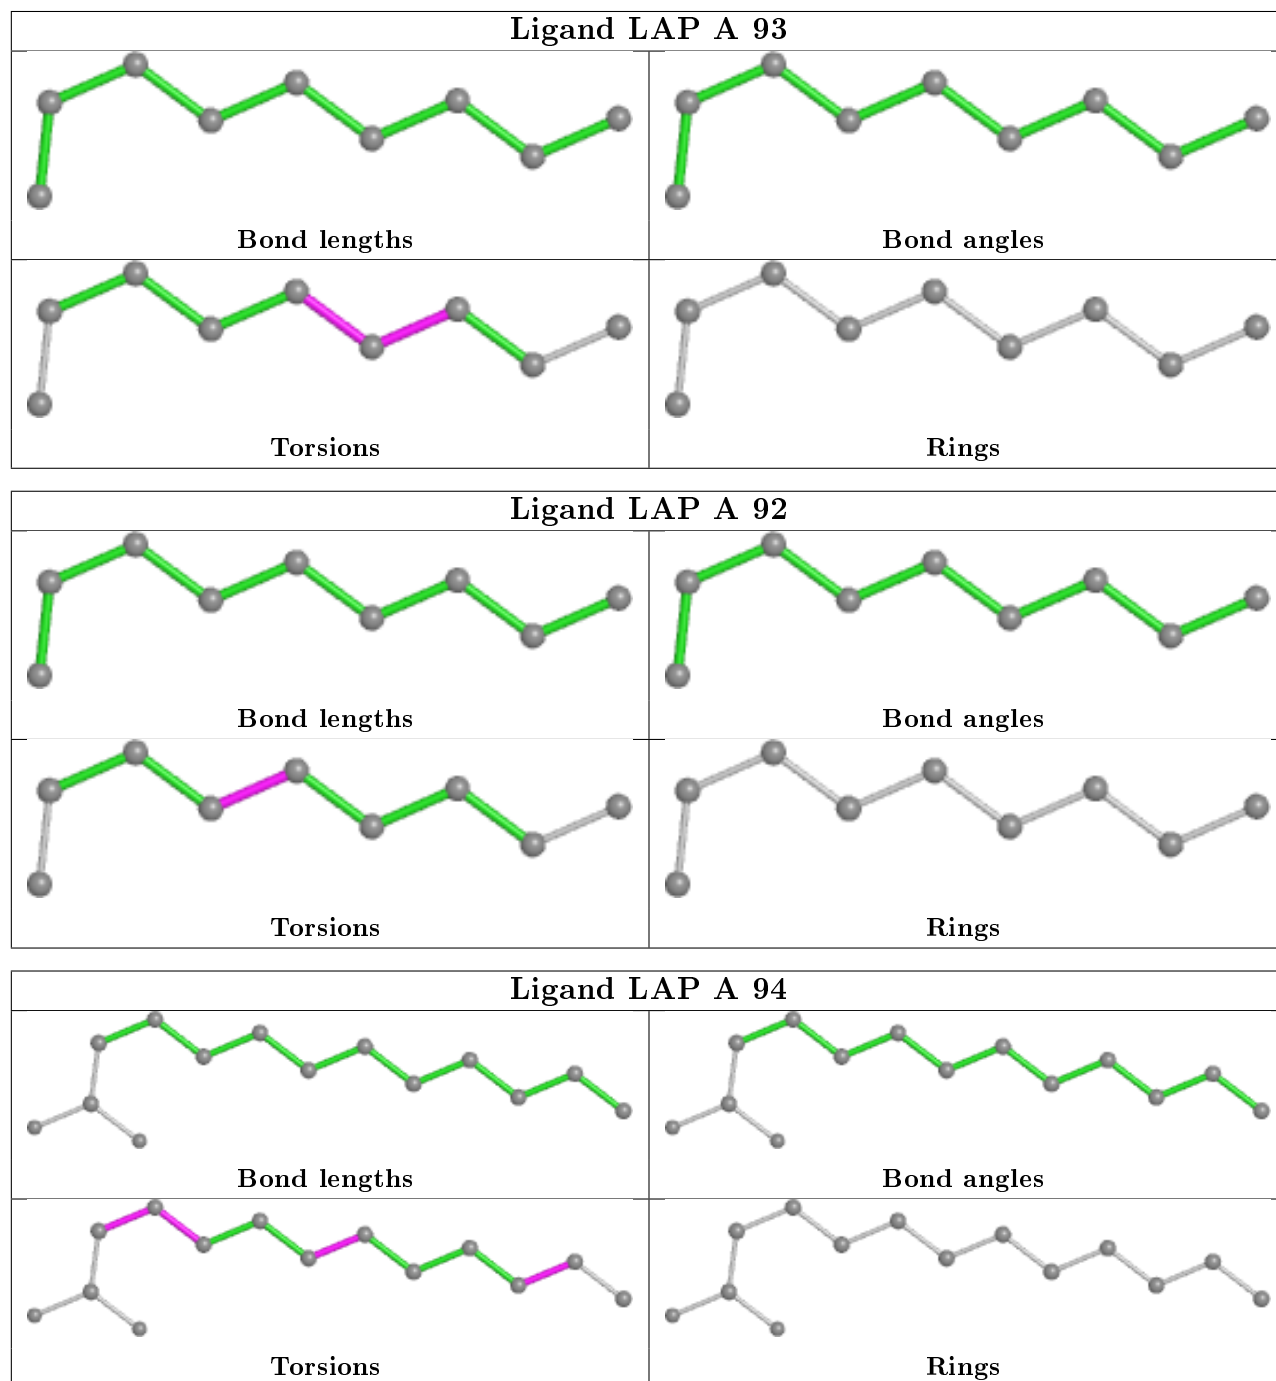 Ligand LAP A 93
Bond lengths
Bond angles
Torsions
Rings
Ligand LAP A 92
Bond lengths
Bond angles
Torsions
Rings
Ligand LAP A 94
Bond lengths
Bond angles
Torsions
Rings